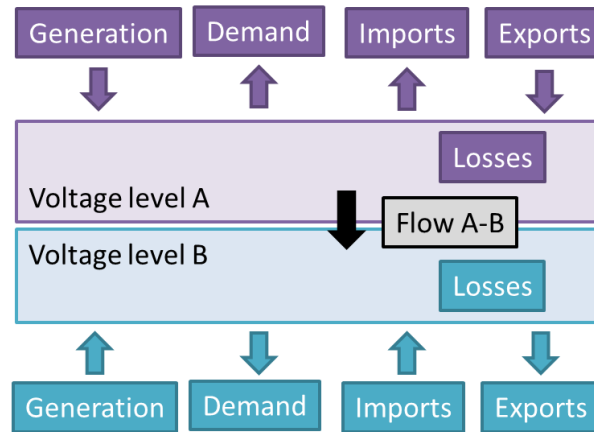 Generation Demand Imports Exports
Losses
Voltage level A
Flow A-B
Voltage level B
Losses
Generation Demand Imports Exports